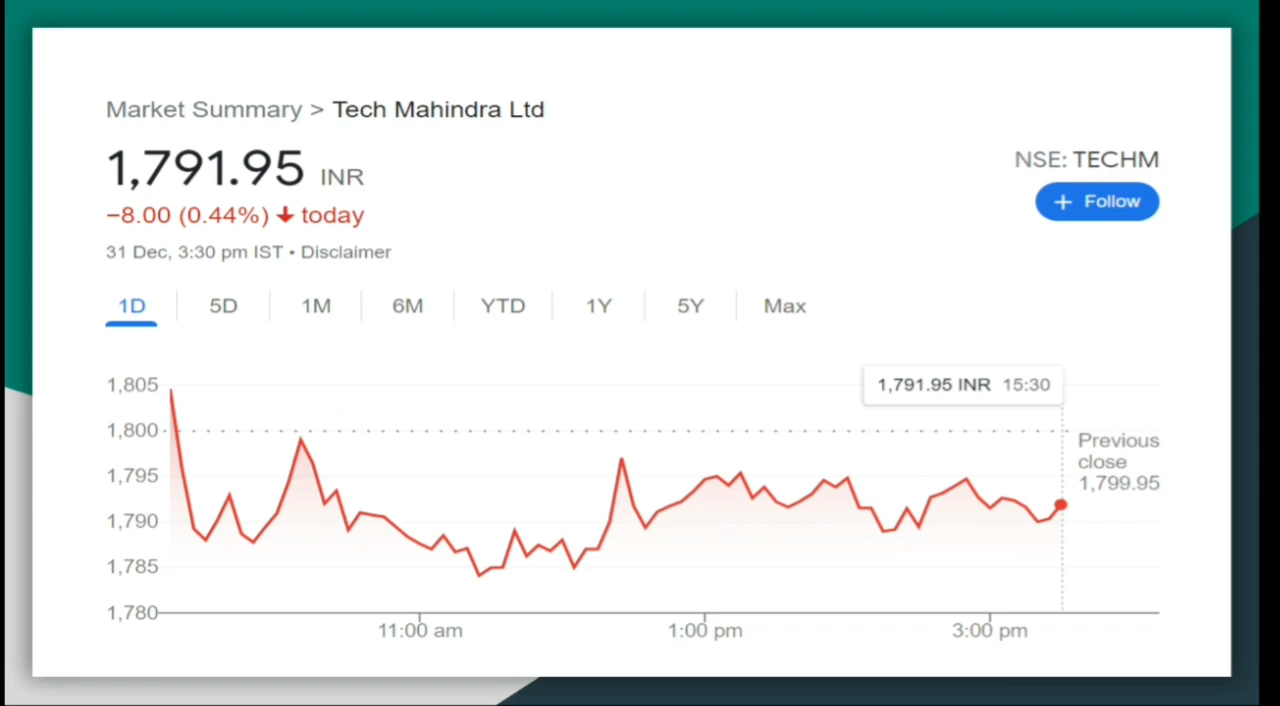 Market Summary > Tech Mahindra Ltd
1,791.95 INR
NSE: TECHM
−8.00 (0.44%) ↓ today
+ Follow
31 Dec, 3:30 pm IST • Disclaimer
1D 5D 1M 6M YTD 1Y 5Y Max
1,805
1,791.95 INR 15:30
1,800
Previous
close
1,799.95
1,795
1,790
1,785
1,780
11:00 am 1:00 pm 3:00 pm